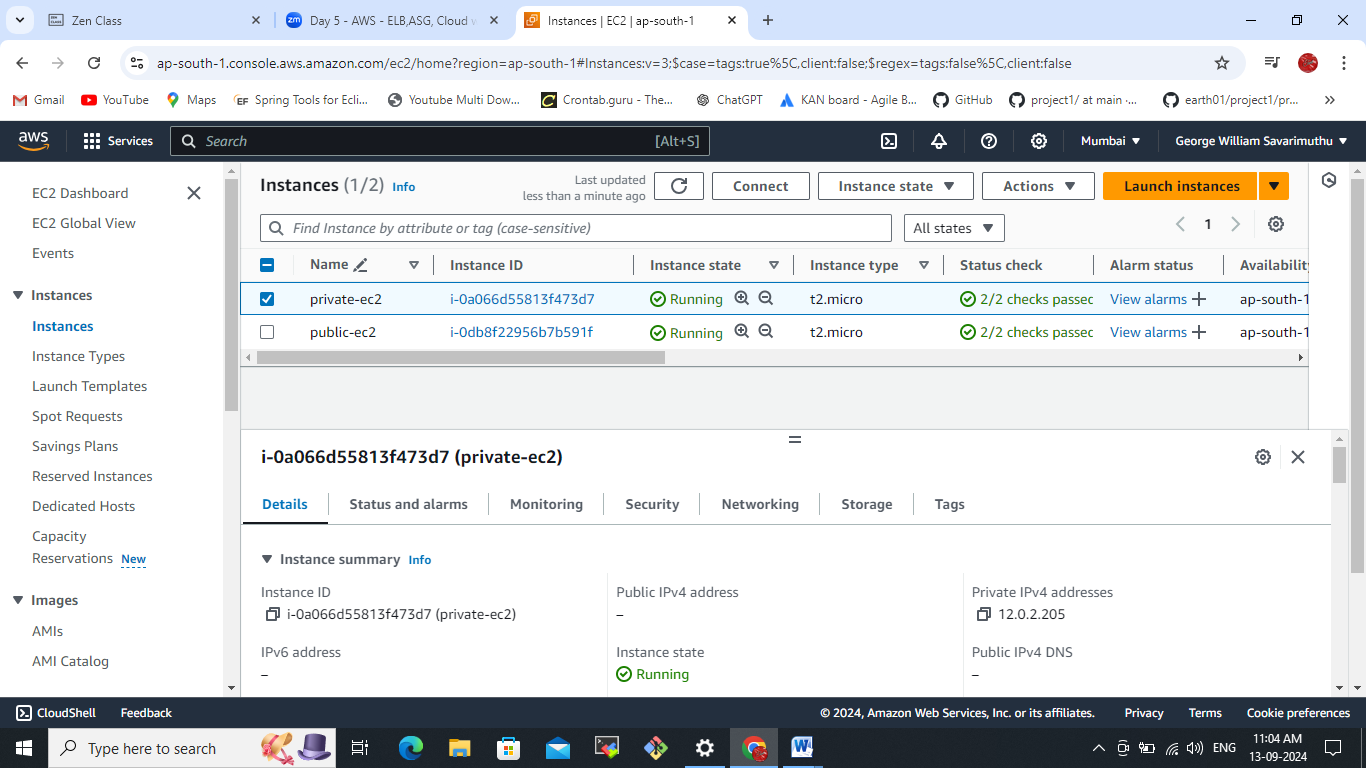 Zen Class
Day 5 - AWS - ELB,ASG, Cloud w
Instances | EC2 | ap-south-1
ap-south-1.console.aws.amazon.com/ec2/home?region=ap-south-1#Instances:v=3;$case=tags:true%5C,client:false;$regex=tags:false%5C,client:false
Gmail YouTube Maps Spring Tools for Ecli... Youtube Multi Dow... Crontab.guru - The... ChatGPT KAN board - Agile B... GitHub project1/ at main ·... earth01/project1/pr...
aws Services Search [Alt+S] Mumbai George William Savarimuthu
EC2 Dashboard
EC2 Global View
Events
Instances
Instances
Instance Types
Launch Templates
Spot Requests
Savings Plans
Reserved Instances
Dedicated Hosts
Capacity
Reservations New
Images
AMIs
AMI Catalog
Instances (1/2) Info
Last updated
less than a minute ago
Connect Instance state Actions Launch instances
Find Instance by attribute or tag (case-sensitive) All states 1
Name Instance ID Instance state Instance type Status check Alarm status Availability
private-ec2 i-0a066d55813f473d7 Running t2.micro 2/2 checks passed View alarms ap-south-1
public-ec2 i-0db8f22956b7b591f Running t2.micro 2/2 checks passed View alarms ap-south-1
i-0a066d55813f473d7 (private-ec2)
Details Status and alarms Monitoring Security Networking Storage Tags
Instance summary Info
Instance ID Public IPv4 address Private IPv4 addresses
i-0a066d55813f473d7 (private-ec2) – 12.0.2.205
IPv6 address Instance state Public IPv4 DNS
– Running –
CloudShell Feedback © 2024, Amazon Web Services, Inc. or its affiliates. Privacy Terms Cookie preferences
Type here to search ENG 11:04 AM
13-09-2024